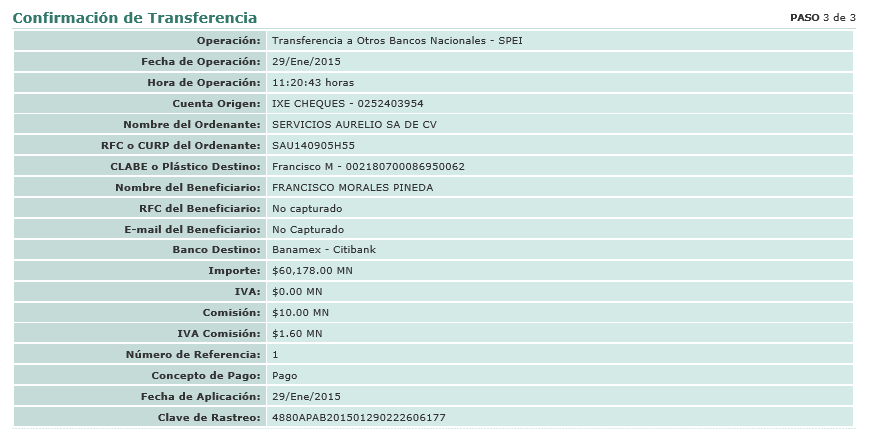 Confirmación de Transferencia PASO 3 de 3
Operación: Transferencia a Otros Bancos Nacionales - SPEI
Fecha de Operación: 29/Ene/2015
Hora de Operación: 11:20:43 horas
Cuenta Origen: IXE CHEQUES - 0252403954
Nombre del Ordenante: SERVICIOS AURELIO SA DE CV
RFC o CURP del Ordenante: SAU140905H55
CLABE o Plástico Destino: Francisco M - 002180700086950062
Nombre del Beneficiario: FRANCISCO MORALES PINEDA
RFC del Beneficiario: No capturado
E-mail del Beneficiario: No Capturado
Banco Destino: Banamex - Citibank
Importe: $60,178.00 MN
IVA: $0.00 MN
Comisión: $10.00 MN
IVA Comisión: $1.60 MN
Número de Referencia: 1
Concepto de Pago: Pago
Fecha de Aplicación: 29/Ene/2015
Clave de Rastreo: 4880APAB201501290222606177